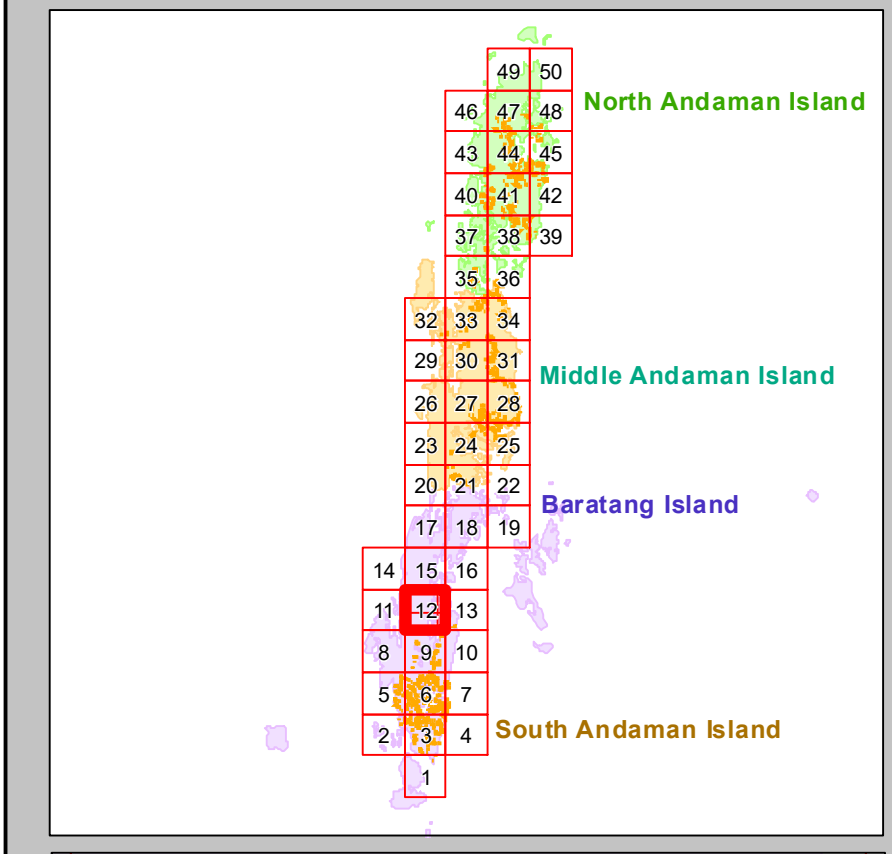 49 50
North Andaman Island
46 47 48
43 44 45
40 41 42
37 38 39
35 36
32 33 34
29 30 31
Middle Andaman Island
26 27 28
23 24 25
20 21 22
Baratang Island
17 18 19
14 15 16
11 12 13
8 9 10
5 6 7
South Andaman Island
2 3 4
1